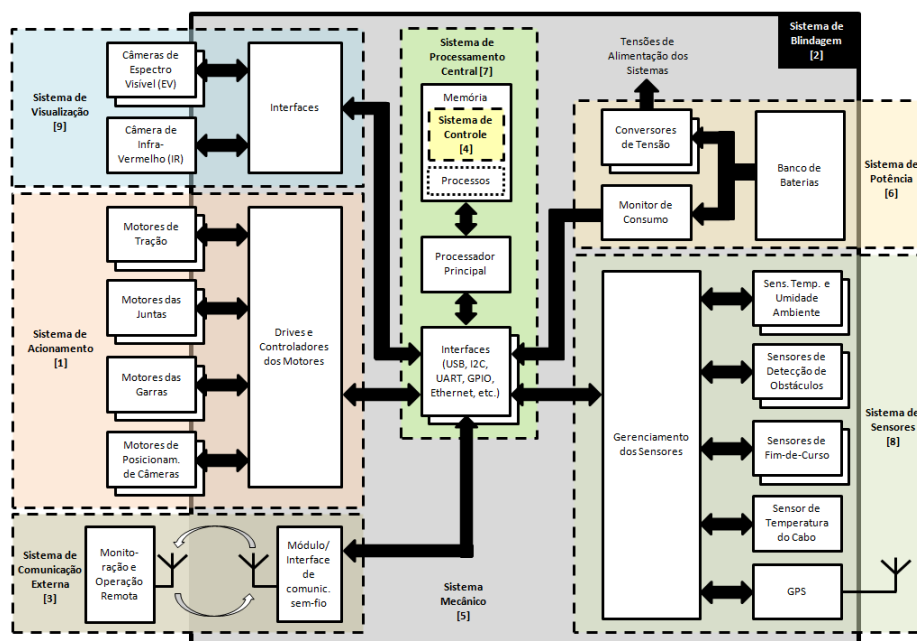 Sistema de
Visualização
[9]
Câmeras de
Espectro
Visível (EV)
Câmera de
Infra-
Vermelho (IR)
Interfaces
Sistema de
Processamento
Central [7]
Memória
Sistema de
Controle
[4]
Processos
Processador
Principal
Interfaces
(USB, I2C,
UART, GPIO,
Ethernet, etc.)
Tensões de
Alimentação dos
Sistemas
Sistema de
Blindagem
[2]
Conversores
de Tensão
Monitor de
Consumo
Banco de
Baterias
Sistema de
Potência
[6]
Sistema de
Acionamento
[1]
Motores de
Tração
Motores das
Juntas
Motores das
Garras
Motores de
Posicionam.
de Câmeras
Drives e
Controladores
dos Motores
Gerenciamento
dos Sensores
Sens. Temp. e
Umidade
Ambiente
Sensores de
Detecção de
Obstáculos
Sensores de
Fim-de-Curso
Sensor de
Temperatura
do Cabo
GPS
Sistema de
Sensores
[8]
Sistema de
Comunicação
Externa
[3]
Monito-
ração e
Operação
Remota
Módulo/
Interface
de
comunic.
sem-fio
Sistema
Mecânico
[5]